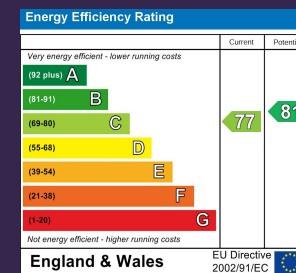 Energy Efficiency Rating
Current
Very energy efficient - lower running costs
(92 plus) A
(81-91) B
(69-80) C
77
(55-68) D
(39-54) E
(21-38) F
(1-20) G
Not energy efficient - higher running costs
England & Wales
EU Directive
2002/91/EC